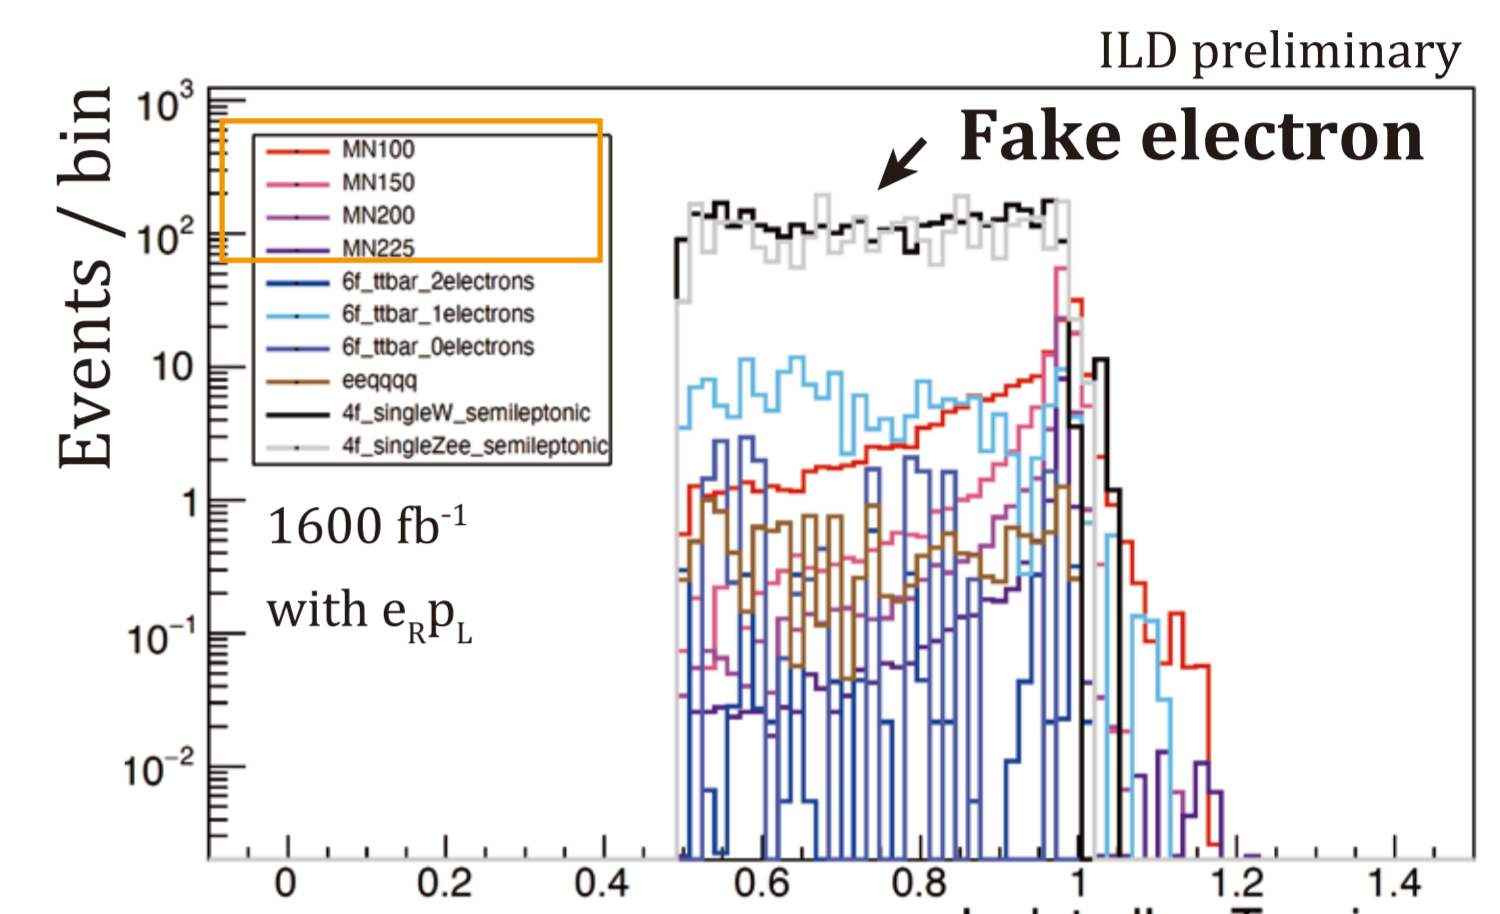 ILD preliminary
Events / bin
10³
10²
10
1
10⁻¹
10⁻²
Fake electron
MN100
MN150
MN200
MN225
6f_ttbar_2electrons
6f_ttbar_1electrons
6f_ttbar_0electrons
eeqqqq
4f_singleW_semileptonic
4f_singleZee_semileptonic
1600 fb⁻¹
with e_Rp_L
0 0.2 0.4 0.6 0.8 1 1.2 1.4